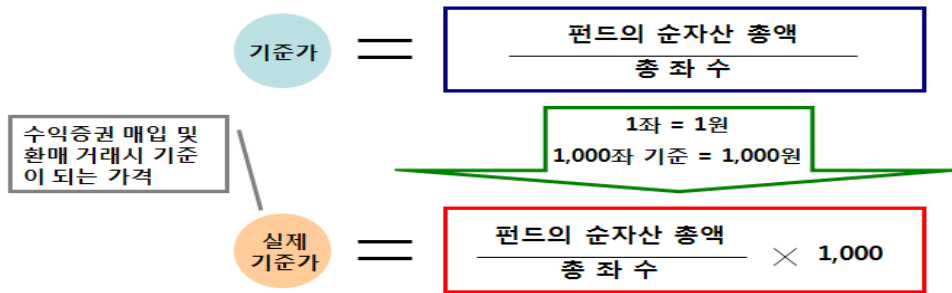 기준가
=
펀드의 순자산 총액
총 좌 수
수익증권 매입 및
환매 거래시 기준
이 되는 가격
1좌 = 1원
1,000좌 기준 = 1,000원
실제
기준가
=
펀드의 순자산 총액
총 좌 수
× 1,000